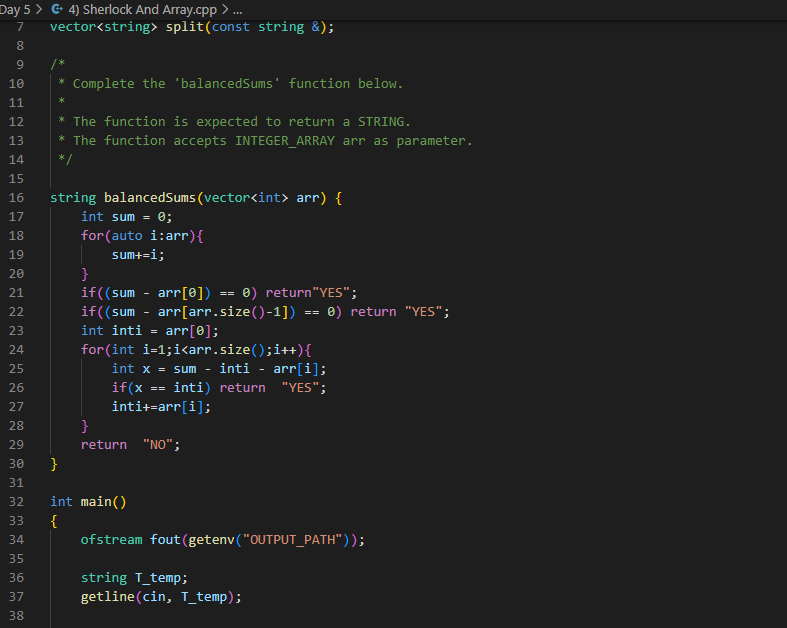 Day 5 > 4) Sherlock And Array.cpp > ...
7 vector<string> split(const string &);
8
9 /*
10  * Complete the 'balancedSums' function below.
11  *
12  * The function is expected to return a STRING.
13  * The function accepts INTEGER_ARRAY arr as parameter.
14  */
15
16 string balancedSums(vector<int> arr) {
17     int sum = 0;
18     for(auto i:arr){
19         sum+=i;
20     }
21     if((sum - arr[0]) == 0) return"YES";
22     if((sum - arr[arr.size()-1]) == 0) return "YES";
23     int inti = arr[0];
24     for(int i=1;i<arr.size();i++){
25         int x = sum - inti - arr[i];
26         if(x == inti) return  "YES";
27         inti+=arr[i];
28     }
29     return  "NO";
30 }
31
32 int main()
33 {
34     ofstream fout(getenv("OUTPUT_PATH"));
35
36     string T_temp;
37     getline(cin, T_temp);
38